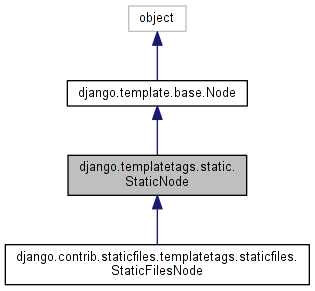 object
django.template.base.Node
django.templatetags.static.
StaticNode
django.contrib.staticfiles.templatetags.staticfiles.
StaticFilesNode